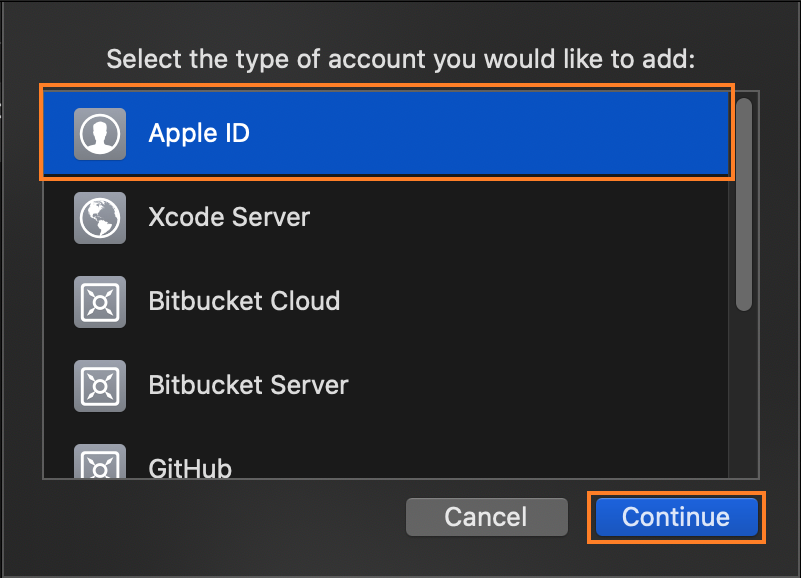 Select the type of account you would like to add:
Apple ID
Xcode Server
Bitbucket Cloud
Bitbucket Server
GitHub
Cancel
Continue